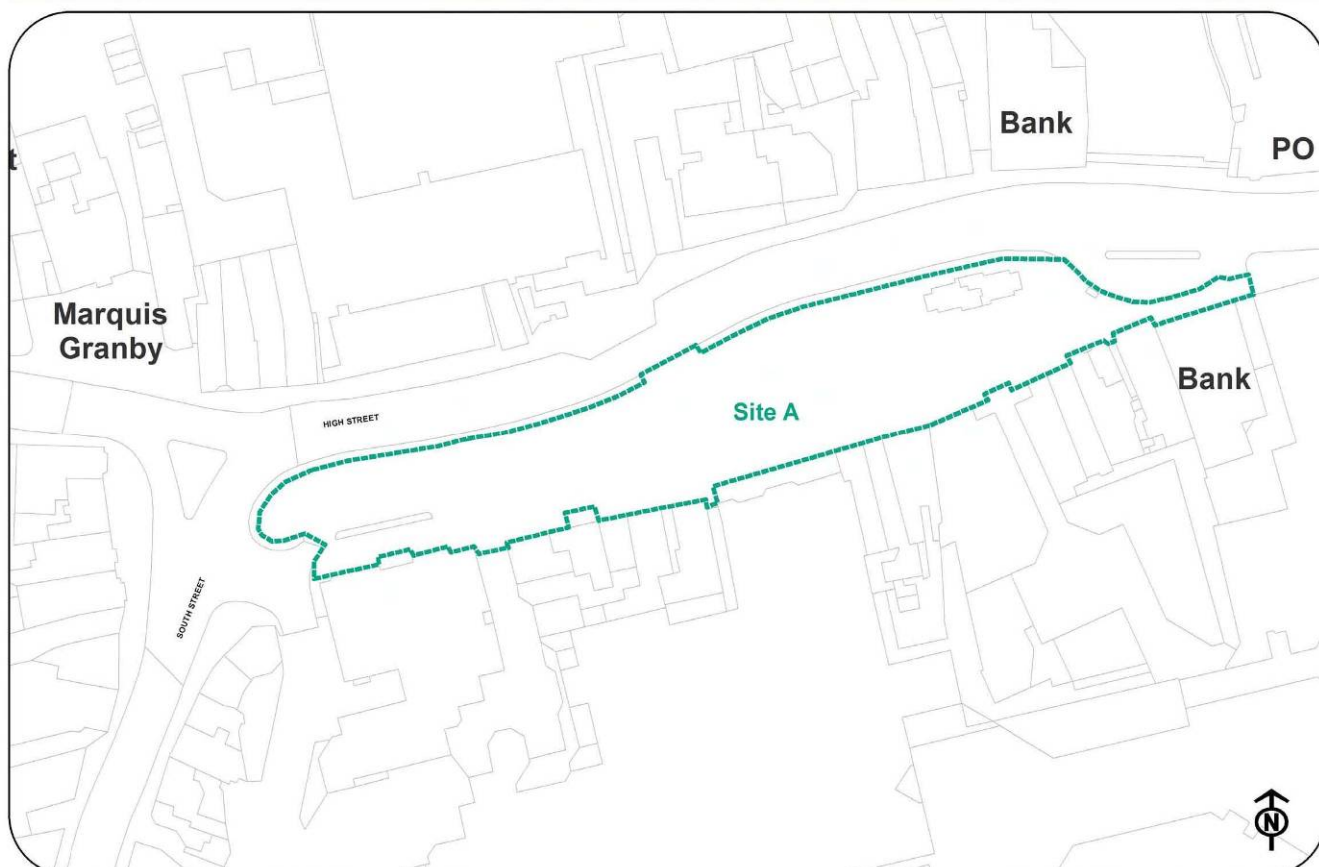 Bank
PO
t
Marquis
Granby
Bank
HIGH STREET
Site A
SOUTH STREET
N